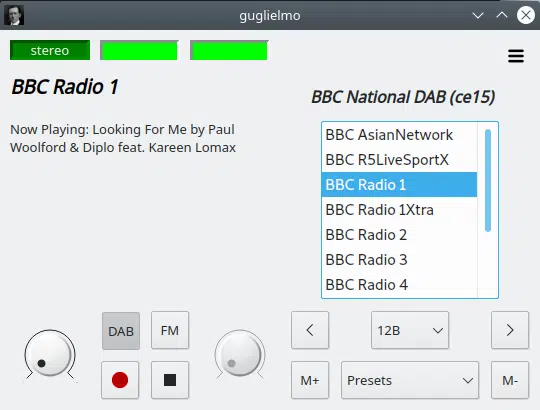 guglielmo
stereo
BBC Radio 1
Now Playing: Looking For Me by Paul
Woolford & Diplo feat. Kareen Lomax
BBC National DAB (ce15)
BBC AsianNetwork
BBC R5LiveSportX
BBC Radio 1
BBC Radio 1Xtra
BBC Radio 2
BBC Radio 3
BBC Radio 4
DAB
FM
<
12B
>
M+
Presets
M-